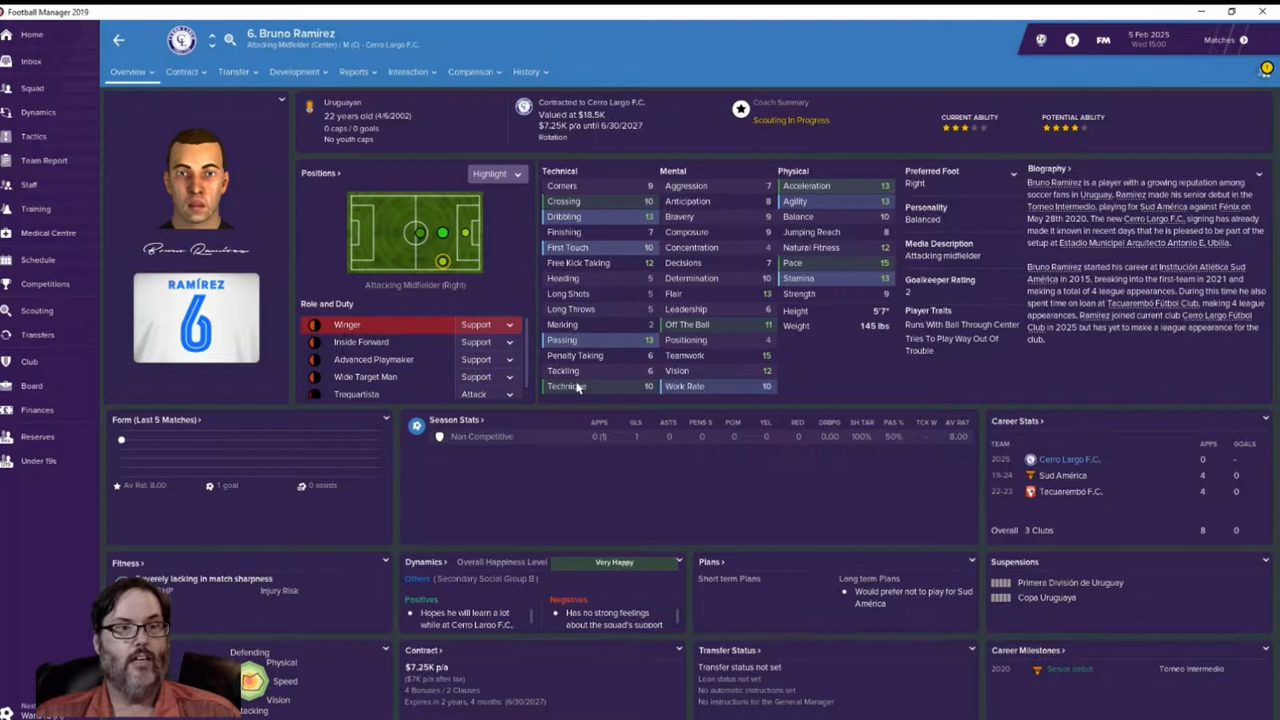 Football Manager 2019
Home
Inbox
Squad
Dynamics
Tactics
Team Report
Staff
Training
Medical Centre
Schedule
Competitions
Scouting
Transfers
Club
Board
Finances
Reserves
Under 19s
6. Bruno Ramírez
Attacking Midfielder (Center) / M (C) - Cerro Largo F.C.
FM
5 Feb 2025
Wed 15:00
Matches
Overview
Contract
Transfer
Development
Reports
Interaction
Comparison
History
Uruguayan
22 years old (4/6/2002)
0 caps / 0 goals
No youth caps
Contracted to Cerro Largo F.C.
Valued at $18.5K
$7.25K p/a until 6/30/2027
Rotation
Coach Summary
Scouting In Progress
CURRENT ABILITY
POTENTIAL ABILITY
RAMÍREZ
6
Positions
Highlight
Attacking Midfielder (Right)
Role and Duty
Winger Support
Inside Forward Support
Advanced Playmaker Support
Wide Target Man Support
Trequartista Attack
Technical
Corners 9
Crossing 10
Dribbling 13
Finishing 7
First Touch 10
Free Kick Taking 12
Heading 5
Long Shots 5
Long Throws 5
Marking 2
Passing 13
Penalty Taking 6
Tackling 6
Technique 10
Mental
Aggression 7
Anticipation 8
Bravery 9
Composure 9
Concentration 4
Decisions 7
Determination 10
Flair 13
Leadership 6
Off The Ball 11
Positioning 4
Teamwork 15
Vision 12
Work Rate 10
Physical
Acceleration 13
Agility 13
Balance 10
Jumping Reach 8
Natural Fitness 12
Pace 15
Stamina 13
Strength 9
Height 5'7"
Weight 145 lbs
Preferred Foot
Right
Personality
Balanced
Media Description
Attacking midfielder
Goalkeeper Rating
2
Player Traits
Runs With Ball Through Center
Tries To Play Way Out Of
Trouble
Biography
Bruno Ramírez is a player with a growing reputation among
soccer fans in Uruguay, Ramírez made his senior debut in the
Torneo Intermedio, playing for Sud América against Fénix on
May 28th 2020. The new Cerro Largo F.C. signing has already
made it known in recent days that he is pleased to be part of the
setup at Estadio Municipal Arquitecto Antonio E. Ubilla.
Bruno Ramírez started his career at Institución Atlética Sud
América in 2015, breaking into the first-team in 2021 and
making a total of 4 league appearances. During this time he also
spent time on loan at Tacuarembó Fútbol Club, making 4 league
appearances. Ramírez joined current club Cerro Largo Fútbol
Club in 2025 but has yet to make a league appearance for the
club.
Form (Last 5 Matches)
Av Rat 8.00
1 goal
0 assists
Season Stats
APPS GLS ASTS PENS S POM YEL RED DRBPG SH TAR PAS % TCK W AV RAT
Non Competitive 0 (1) 1 0 0 0 0 0 0.00 100% 50% - 8.00
Career Stats
TEAM APPS GOALS
2025 Cerro Largo F.C. 0 -
19-24 Sud América 4 0
22-23 Tacuarembó F.C. 4 0
Overall 3 Clubs 8 0
Fitness
Severely lacking in match sharpness
Injury Risk
Dynamics
Overall Happiness Level
Very Happy
Others (Secondary Social Group B)
Positives
Hopes he will learn a lot
while at Cerro Largo F.C.
Negatives
Has no strong feelings
about the squad's support
Plans
Short term Plans
Long term Plans
Would prefer not to play for Sud
América
Suspensions
Primera División de Uruguay
Copa Uruguaya
Defending
Physical
Speed
Vision
Contract
$7.25K p/a
($7K p/a after tax)
4 Bonuses / 2 Clauses
Expires in 2 years, 4 months (6/30/2027)
Transfer Status
Transfer status not set
Loan status not set
No automatic instructions set
No instructions for the General Manager
Career Milestones
2020 Senior debut Torneo Intermedio